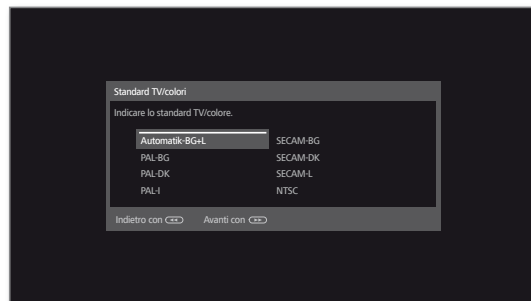 Standard TV/colori
Indicare lo standard TV/colore.
Automatik-BG+L SECAM-BG
PAL-BG SECAM-DK
PAL-DK SECAM-L
PAL-I NTSC
Indietro con Avanti con